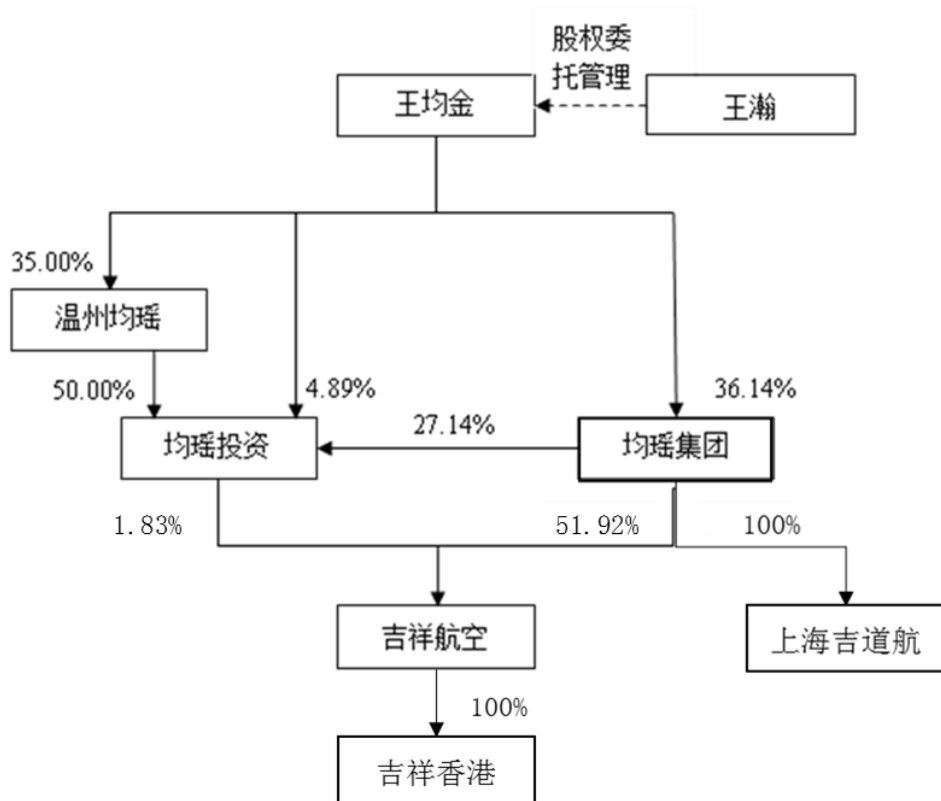 股权委
托管理
王均金
王瀚
35.00%
温州均瑶
50.00%
4.89%
36.14%
27.14%
均瑶投资
均瑶集团
1.83%
51.92%
100%
吉祥航空
上海吉道航
100%
吉祥香港